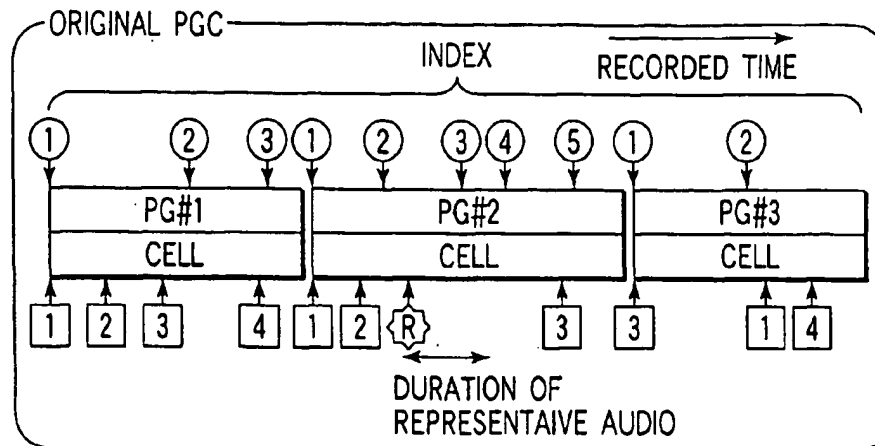 ORIGINAL PGC
INDEX
RECORDED TIME
1 2 3 1 2 3 4 5 1 2
PG#1 PG#2 PG#3
CELL CELL CELL
1 2 3 4 1 2 R 3 3 1 4
DURATION OF
REPRESENTAIVE AUDIO